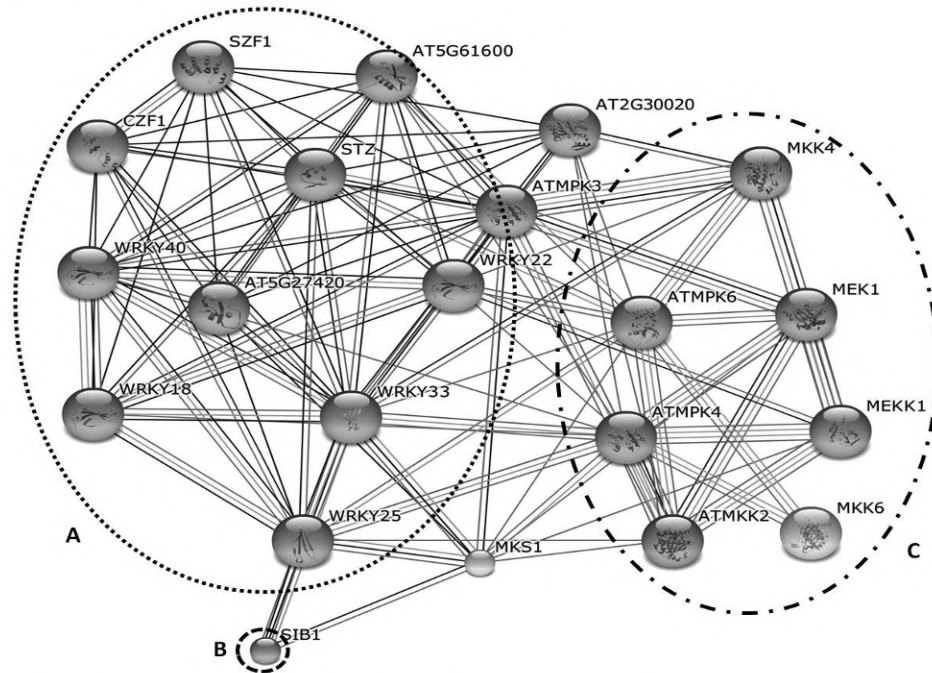 SZF1
AT5G61600
AT2G30020
CZF1
STZ
MKK4
ATMPK3
WRKY40
WRKY22
AT5G27420
ATMPK6
MEK1
WRKY18
WRKY33
ATMPK4
MEKK1
WRKY25
A
ATMKK2
MKK6
MKS1
C
SIB1
B